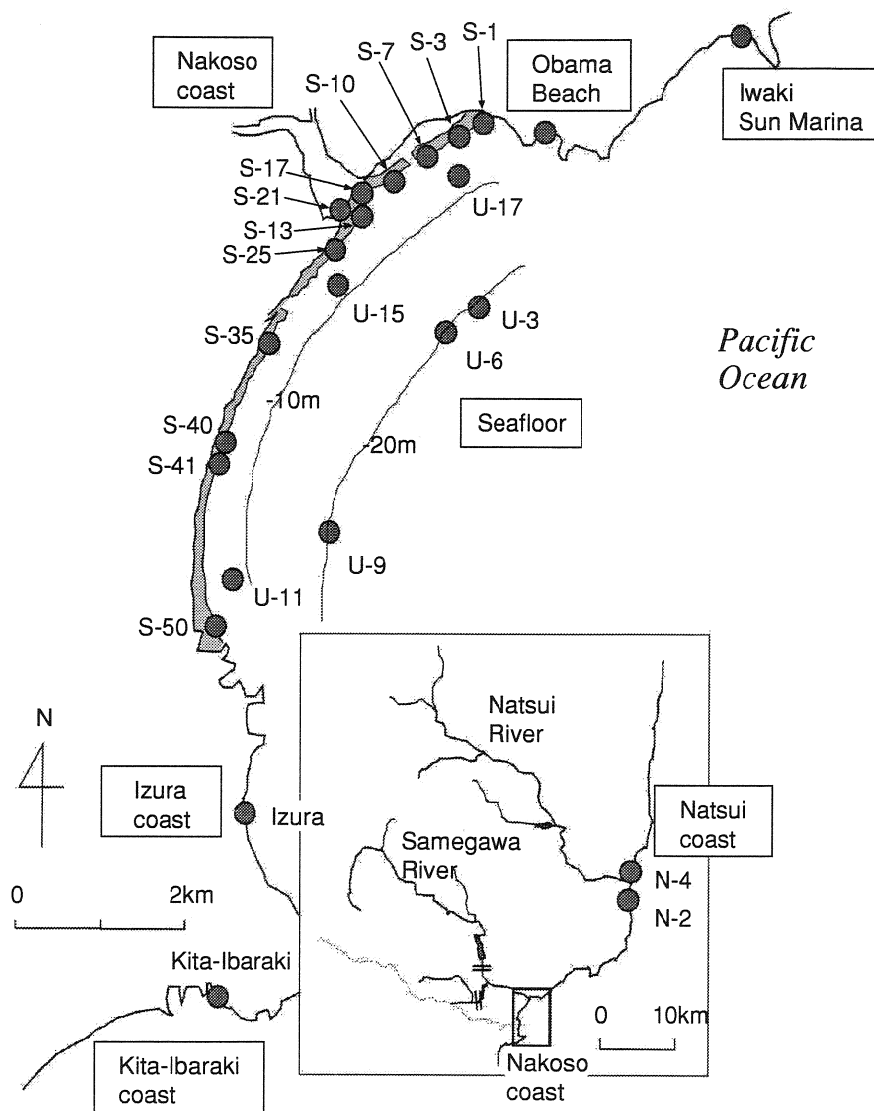 S-1
S-3
S-7
S-10
Nakoso
coast
Obama
Beach
Iwaki
Sun Marina
S-17
S-21
S-13
S-25
U-17
U-15
U-3
U-6
S-35
Pacific
Ocean
-10m
Seafloor
S-40
-20m
S-41
U-9
U-11
S-50
N
Natsui
River
Izura
coast
Izura
Natsui
coast
Samegawa
River
N-4
N-2
0
2km
Kita-Ibaraki
0
10km
Kita-Ibaraki
coast
Nakoso
coast